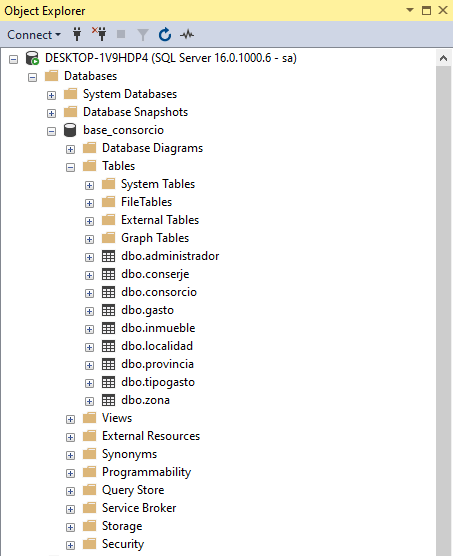 Object Explorer
Connect
DESKTOP-1V9HDP4 (SQL Server 16.0.1000.6 - sa)
Databases
System Databases
Database Snapshots
base_consorcio
Database Diagrams
Tables
System Tables
FileTables
External Tables
Graph Tables
dbo.administrador
dbo.conserje
dbo.consorcio
dbo.gasto
dbo.inmueble
dbo.localidad
dbo.provincia
dbo.tipogasto
dbo.zona
Views
External Resources
Synonyms
Programmability
Query Store
Service Broker
Storage
Security